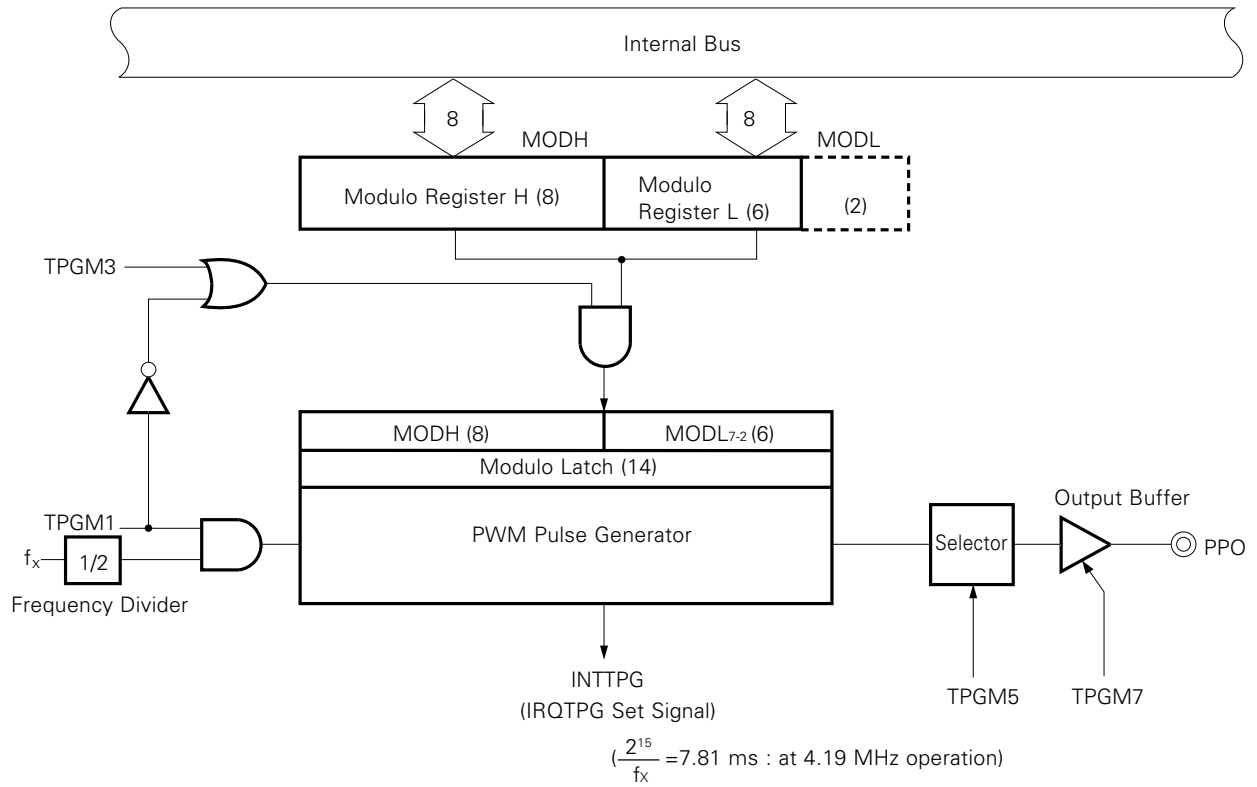 Internal Bus
8
8
MODH
MODL
Modulo Register H (8)
Modulo
Register L (6)
(2)
TPGM3
MODH (8)
MODL7-2 (6)
Modulo Latch (14)
TPGM1
PWM Pulse Generator
fx
1/2
Frequency Divider
Selector
Output Buffer
PPO
INTTPG
(IRQTPG Set Signal)
TPGM5
TPGM7
(2^15/fx =7.81 ms : at 4.19 MHz operation)